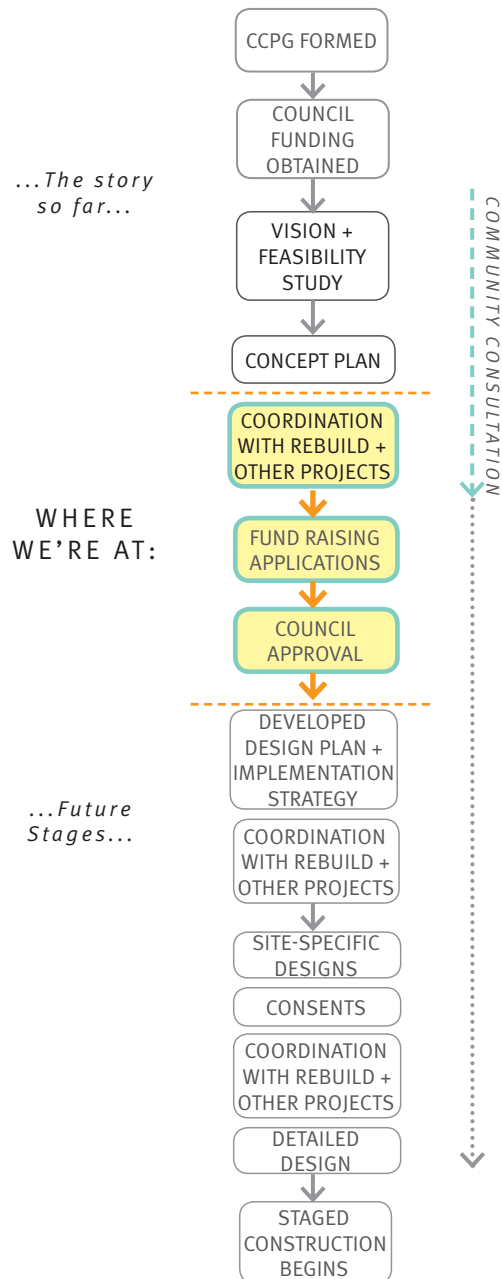 CCPG FORMED
COUNCIL
FUNDING
OBTAINED
...The story
so far...
VISION +
FEASIBILITY
STUDY
CONCEPT PLAN
COMMUNITY CONSULTATION
COORDINATION
WITH REBUILD +
OTHER PROJECTS
WHERE
WE'RE AT:
FUND RAISING
APPLICATIONS
COUNCIL
APPROVAL
DEVELOPED
DESIGN PLAN +
IMPLEMENTATION
STRATEGY
...Future
Stages...
COORDINATION
WITH REBUILD +
OTHER PROJECTS
SITE-SPECIFIC
DESIGNS
CONSENTS
COORDINATION
WITH REBUILD +
OTHER PROJECTS
DETAILED
DESIGN
STAGED
CONSTRUCTION
BEGINS